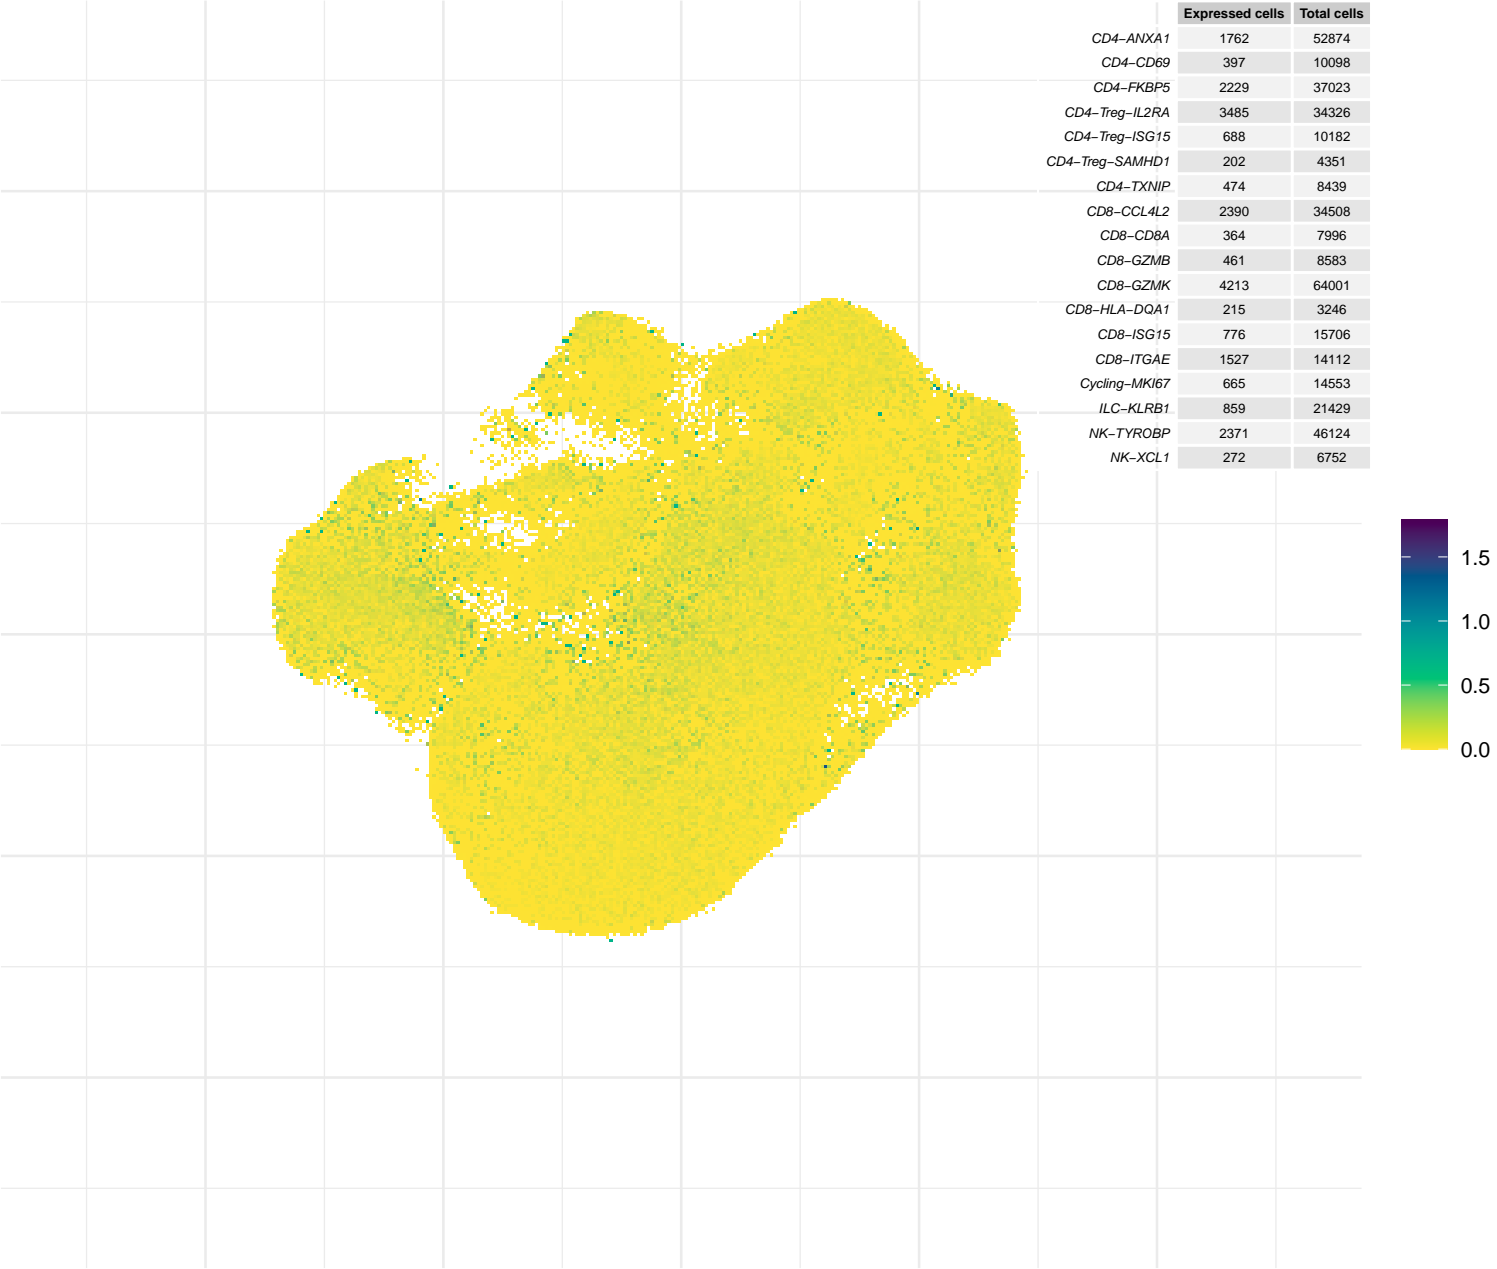 Expressed cells Total cells
CD4−ANXA1 1762 52874
CD4−CD69 397 10098
CD4−FKBP5 2229 37023
CD4−Treg−IL2RA 3485 34326
CD4−Treg−ISG15 688 10182
CD4−Treg−SAMHD1 202 4351
CD4−TXNIP 474 8439
CD8−CCL4L2 2390 34508
CD8−CD8A 364 7996
CD8−GZMB 461 8583
CD8−GZMK 4213 64001
CD8−HLA−DQA1 215 3246
CD8−ISG15 776 15706
CD8−ITGAE 1527 14112
Cycling−MKI67 665 14553
ILC−KLRB1 859 21429
NK−TYROBP 2371 46124
NK−XCL1 272 6752
1.5
1.0
0.5
0.0